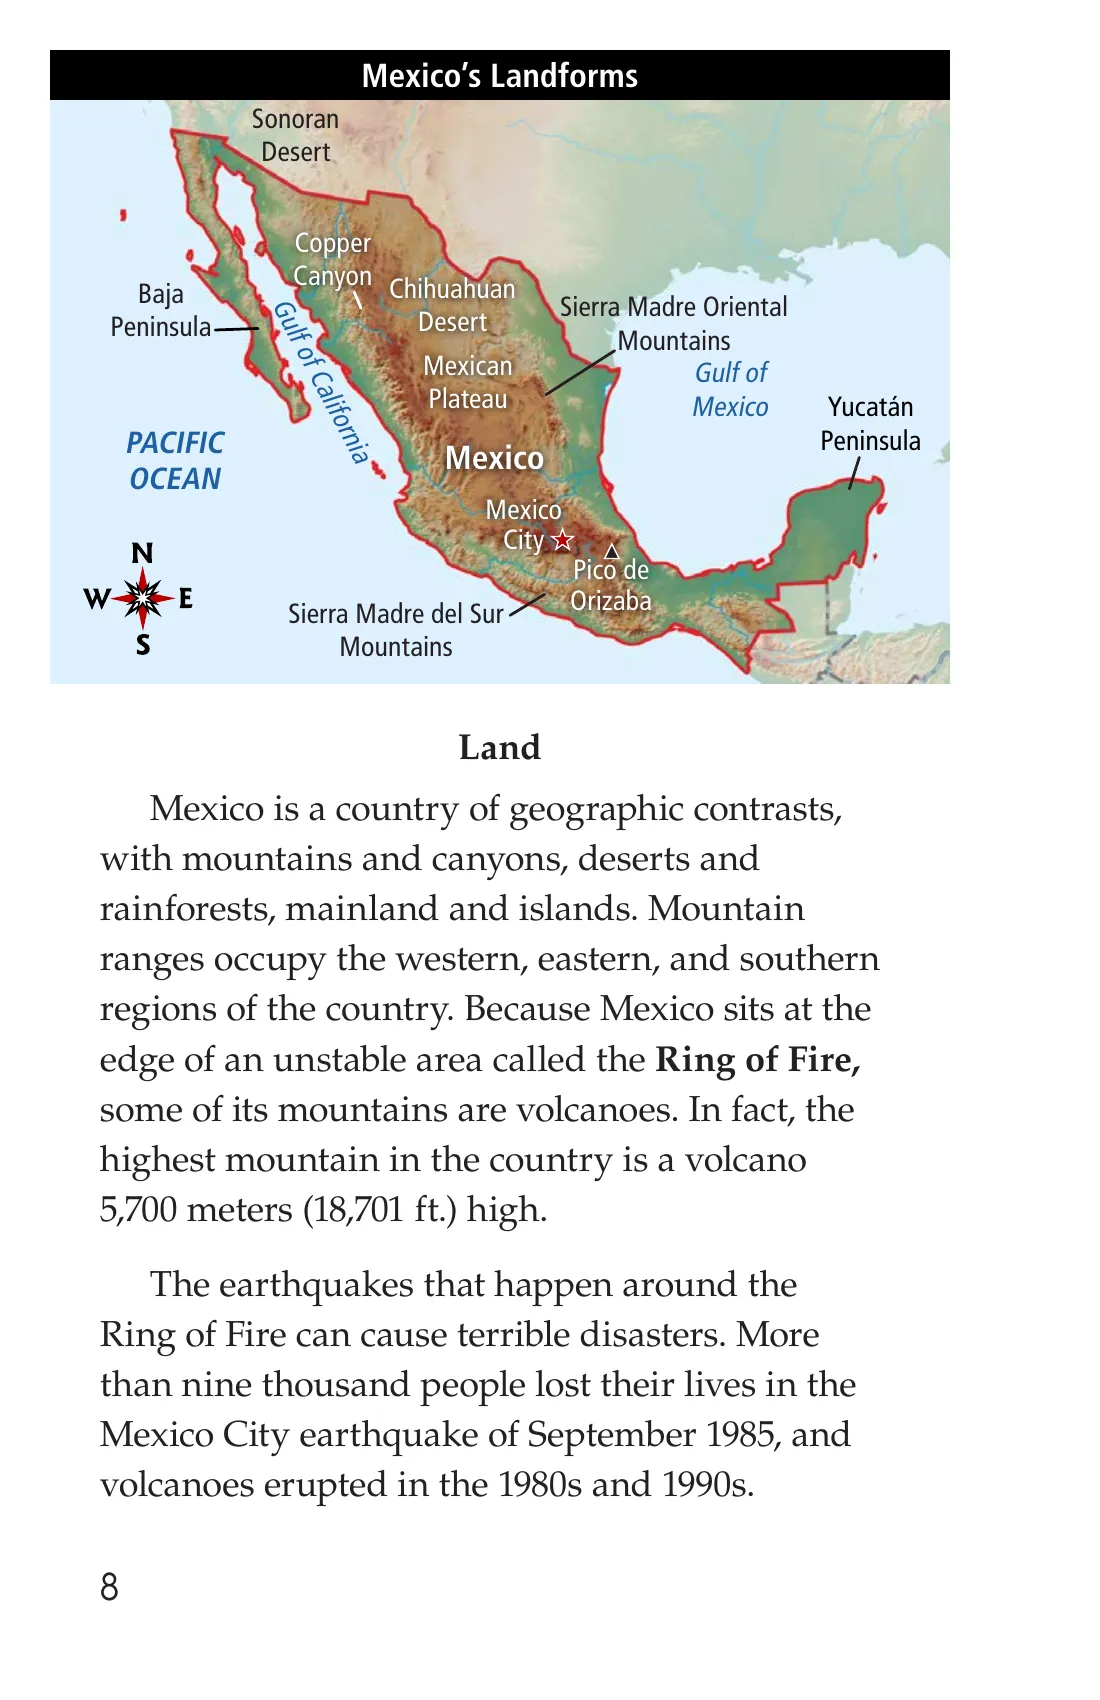 Mexico's Landforms
Sonoran
Desert
Copper
Canyon
Chihuahuan
Desert
Baja
Peninsula
Gulf of California
Sierra Madre Oriental
Mountains
Mexican
Plateau
Gulf of
Mexico
Yucatán
Peninsula
PACIFIC
OCEAN
Mexico
Mexico
City
Pico de
Orizaba
N
W E
S
Sierra Madre del Sur
Mountains
Land
Mexico is a country of geographic contrasts,
with mountains and canyons, deserts and
rainforests, mainland and islands. Mountain
ranges occupy the western, eastern, and southern
regions of the country. Because Mexico sits at the
edge of an unstable area called the Ring of Fire,
some of its mountains are volcanoes. In fact, the
highest mountain in the country is a volcano
5,700 meters (18,701 ft.) high.
The earthquakes that happen around the
Ring of Fire can cause terrible disasters. More
than nine thousand people lost their lives in the
Mexico City earthquake of September 1985, and
volcanoes erupted in the 1980s and 1990s.
8